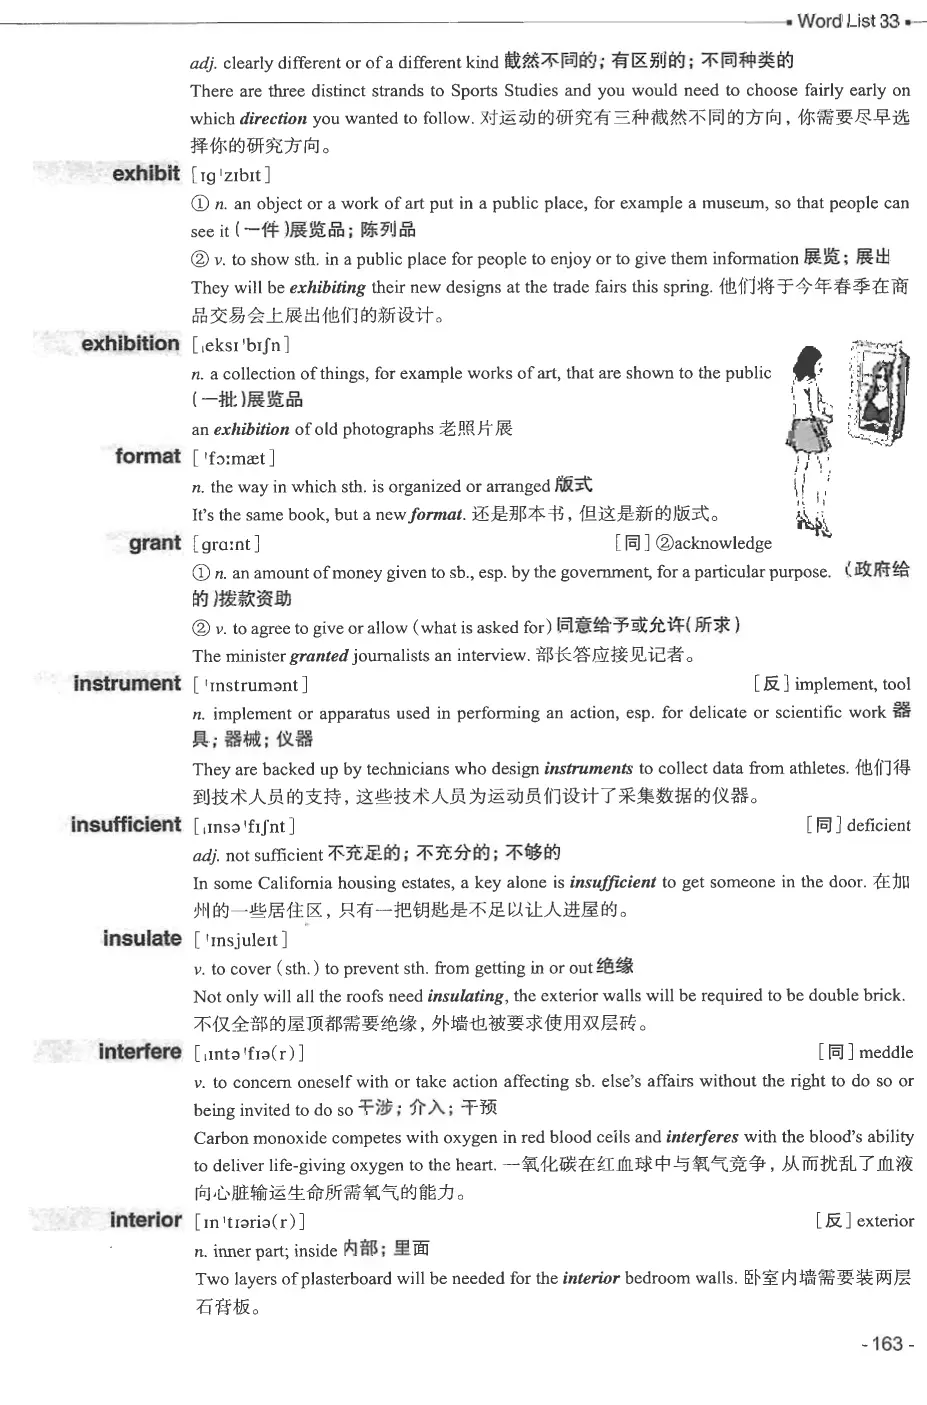 Word List 33
adj. clearly different or of a different kind 截然不同的；有区别的；不同种类的
There are three distinct strands to Sports Studies and you would need to choose fairly early on
which direction you wanted to follow. 对运动的研究有三种截然不同的方向，你需要尽早选
择你的研究方向。
exhibit [ɪɡˈzɪbɪt]
① n. an object or a work of art put in a public place, for example a museum, so that people can
see it (一件)展览品；陈列品
② v. to show sth. in a public place for people to enjoy or to give them information 展览；展出
They will be exhibiting their new designs at the trade fairs this spring. 他们将于今年春季在商
品交易会上展出他们的新设计。
exhibition [ˌeksɪˈbɪʃn]
n. a collection of things, for example works of art, that are shown to the public
(一批)展览品
an exhibition of old photographs 老照片展
format [ˈfɔːmæt]
n. the way in which sth. is organized or arranged 版式
It's the same book, but a new format. 还是那本书，但这是新的版式。
grant [ɡrɑːnt] [同] ②acknowledge
① n. an amount of money given to sb., esp. by the government, for a particular purpose. (政府给
的)拨款资助
② v. to agree to give or allow (what is asked for) 同意给予或允许(所求)
The minister granted journalists an interview. 部长答应接见记者。
instrument [ˈɪnstrumənt] [反] implement, tool
n. implement or apparatus used in performing an action, esp. for delicate or scientific work 器
具；器械；仪器
They are backed up by technicians who design instruments to collect data from athletes. 他们得
到技术人员的支持，这些技术人员为运动员们设计了采集数据的仪器。
insufficient [ˌɪnsəˈfɪʃnt] [同] deficient
adj. not sufficient 不充足的；不充分的；不够的
In some California housing estates, a key alone is insufficient to get someone in the door. 在加
州的一些居住区，只有一把钥匙是不足以让人进屋的。
insulate [ˈɪnsjuleɪt]
v. to cover (sth.) to prevent sth. from getting in or out 绝缘
Not only will all the roofs need insulating, the exterior walls will be required to be double brick.
不仅全部的屋顶都需要绝缘，外墙也被要求使用双层砖。
interfere [ˌɪntəˈfɪə(r)] [同] meddle
v. to concern oneself with or take action affecting sb. else's affairs without the right to do so or
being invited to do so 干涉；介入；干预
Carbon monoxide competes with oxygen in red blood cells and interferes with the blood's ability
to deliver life-giving oxygen to the heart. 一氧化碳在红血球中与氧气竞争，从而扰乱了血液
向心脏输运生命所需氧气的能力。
interior [ɪnˈtɪəriə(r)] [反] exterior
n. inner part; inside 内部；里面
Two layers of plasterboard will be needed for the interior bedroom walls. 卧室内墙需要装两层
石膏板。
- 163 -